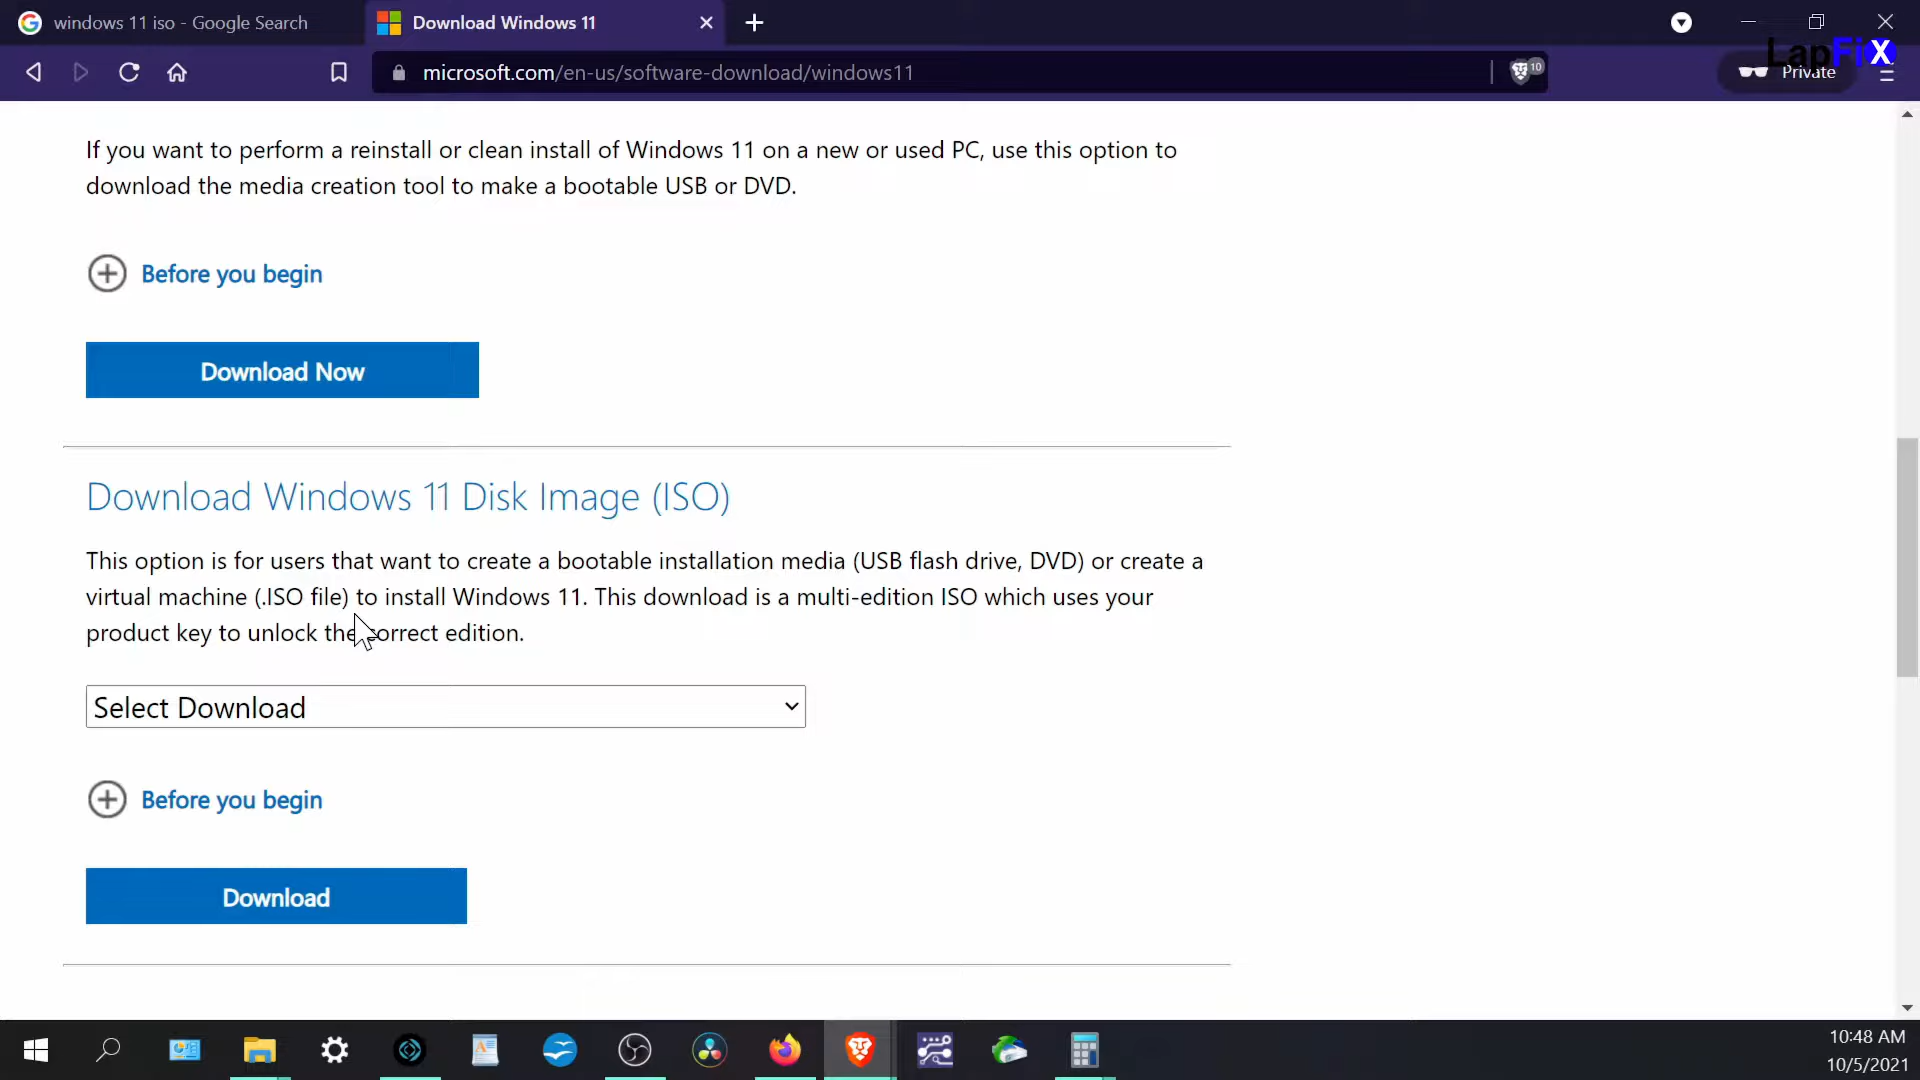 windows 11 iso - Google Search
Download Windows 11
LapFiX
microsoft.com/en-us/software-download/windows11
10
Private
If you want to perform a reinstall or clean install of Windows 11 on a new or used PC, use this option to
download the media creation tool to make a bootable USB or DVD.
Before you begin
Download Now
Download Windows 11 Disk Image (ISO)
This option is for users that want to create a bootable installation media (USB flash drive, DVD) or create a
virtual machine (.ISO file) to install Windows 11. This download is a multi-edition ISO which uses your
product key to unlock the correct edition.
Select Download
Before you begin
Download
10:48 AM
10/5/2021